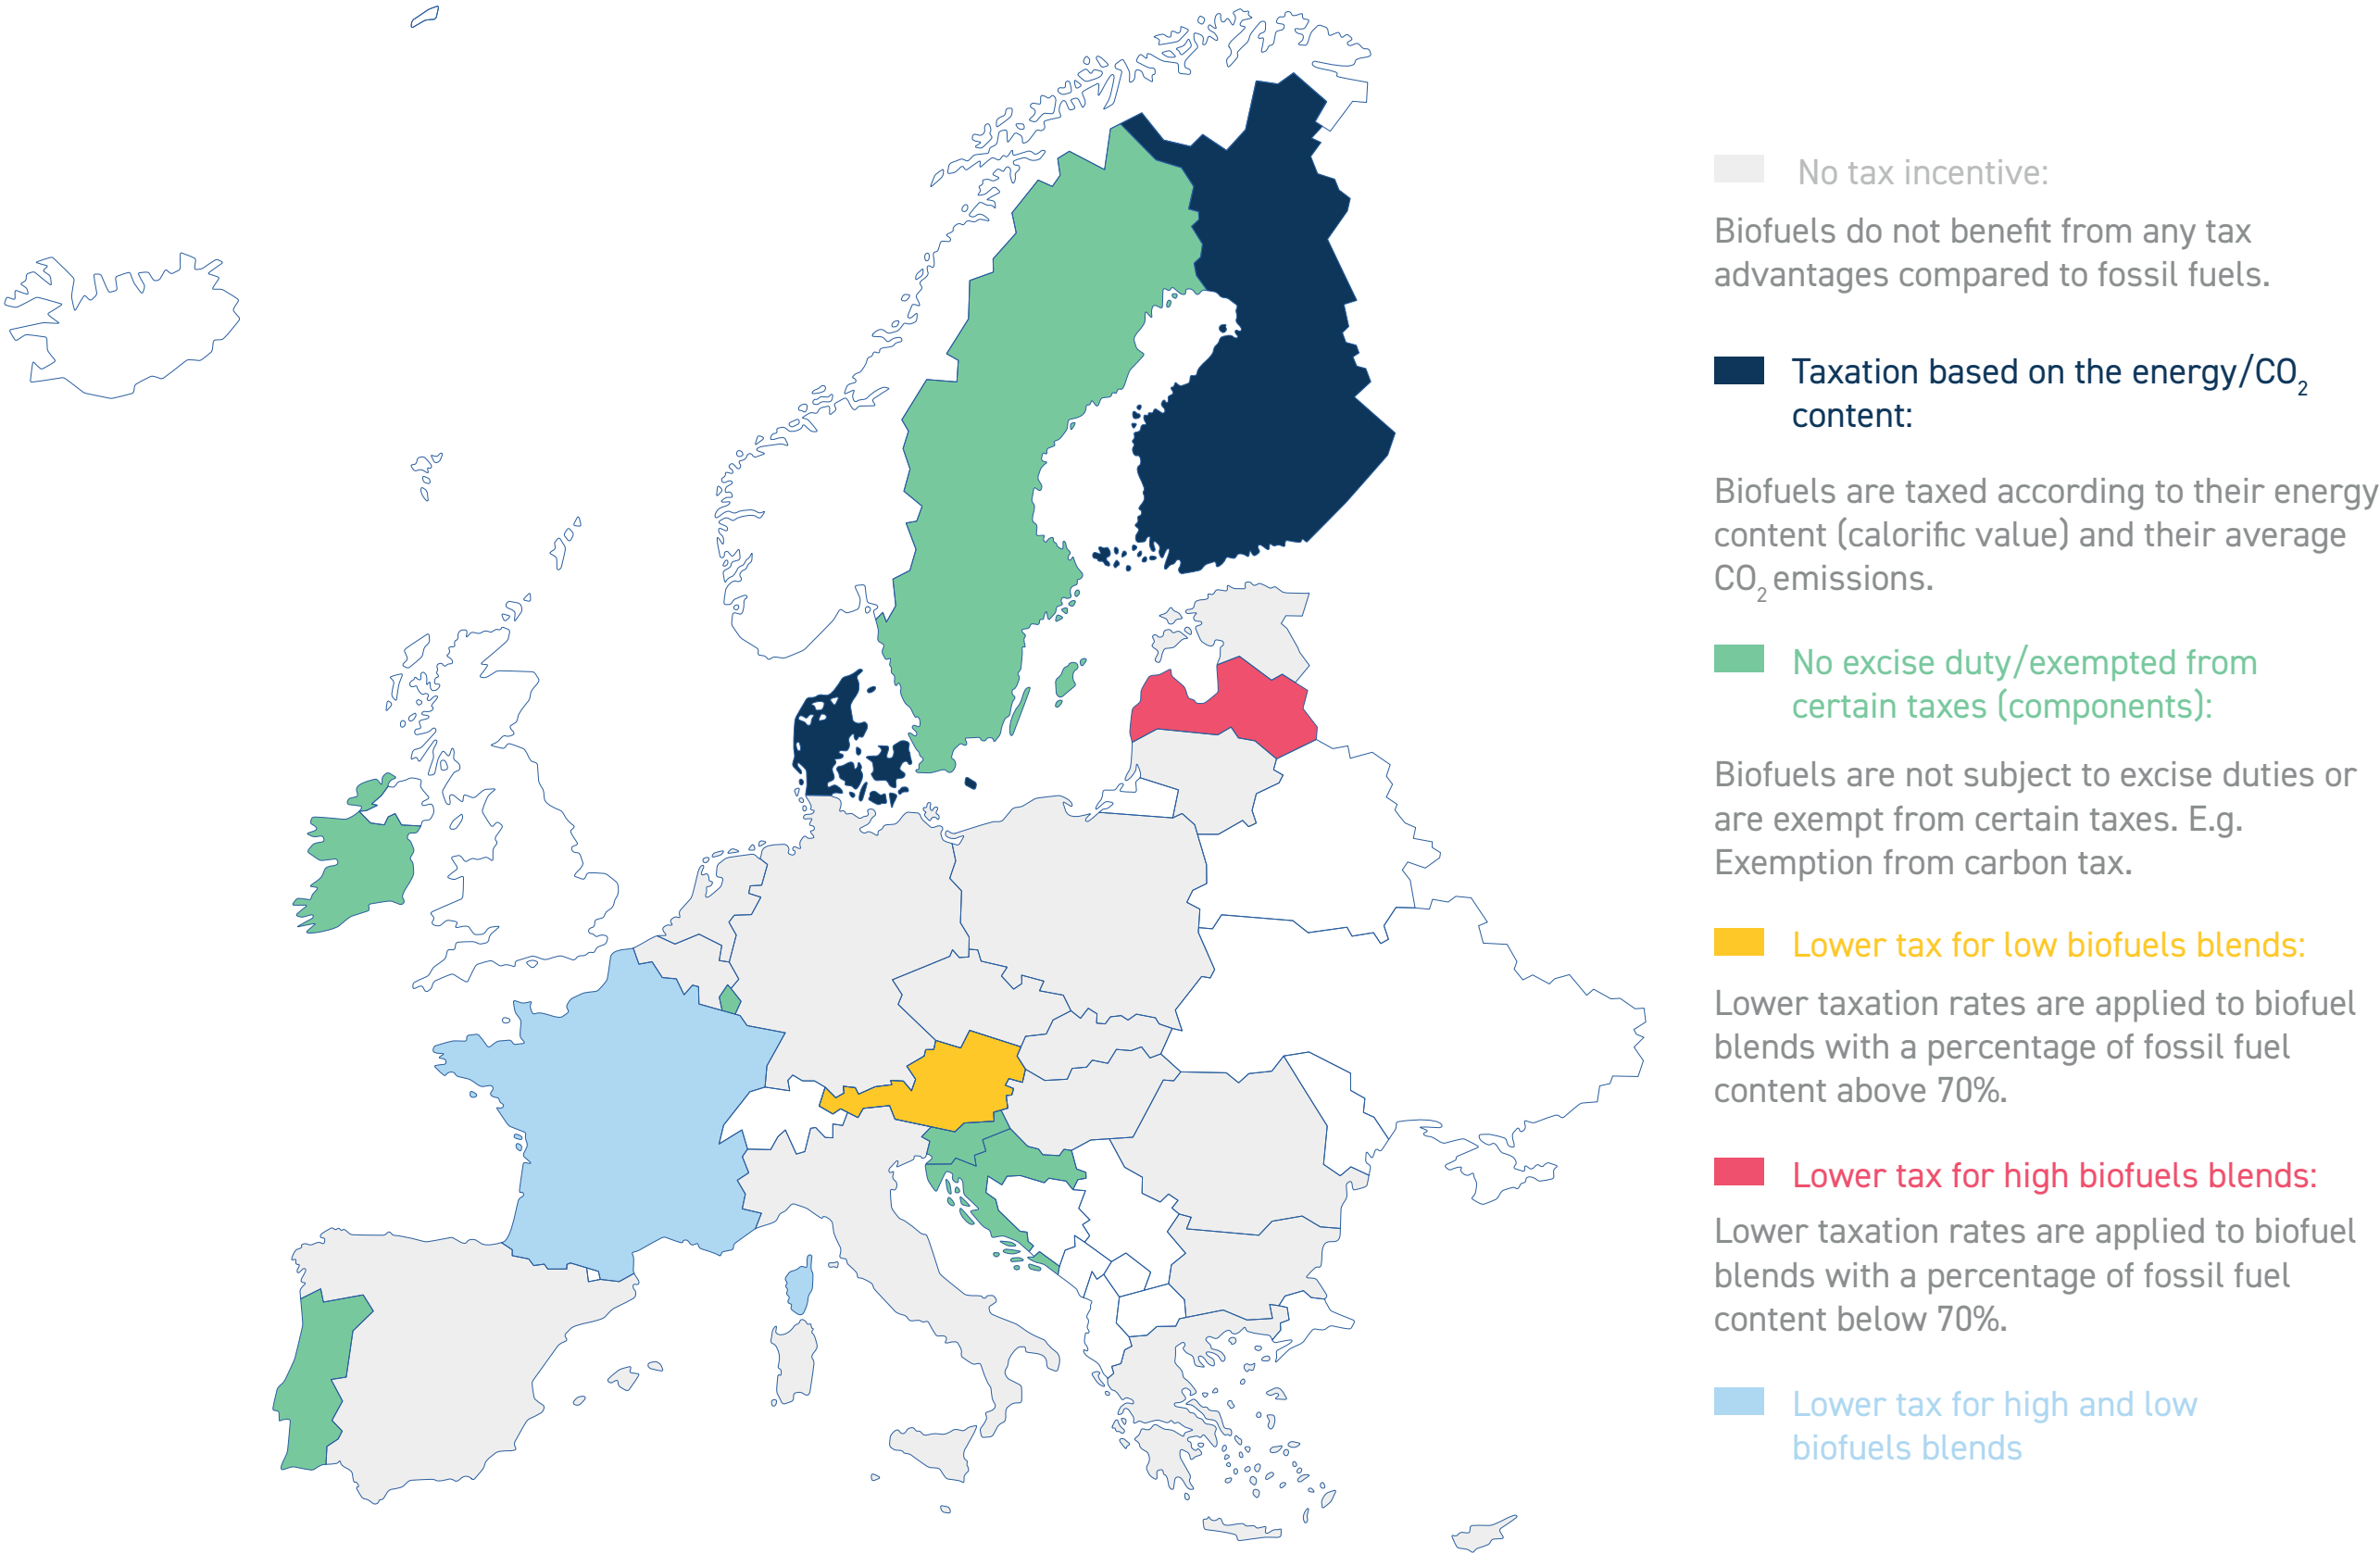 No tax incentive:
Biofuels do not benefit from any tax
advantages compared to fossil fuels.
Taxation based on the energy/CO₂
content:
Biofuels are taxed according to their energy
content (calorific value) and their average
CO₂ emissions.
No excise duty/exempted from
certain taxes (components):
Biofuels are not subject to excise duties or
are exempt from certain taxes. E.g.
Exemption from carbon tax.
Lower tax for low biofuels blends:
Lower taxation rates are applied to biofuel
blends with a percentage of fossil fuel
content above 70%.
Lower tax for high biofuels blends:
Lower taxation rates are applied to biofuel
blends with a percentage of fossil fuel
content below 70%.
Lower tax for high and low
biofuels blends